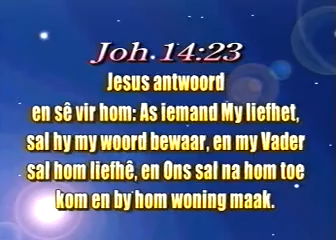 Joh 14:23
Jesus antwoord
en sê vir hom: As iemand My liefhet,
sal hy my woord bewaar, en my Vader
sal hom liefhê, en Ons sal na hom toe
kom en by hom woning maak.